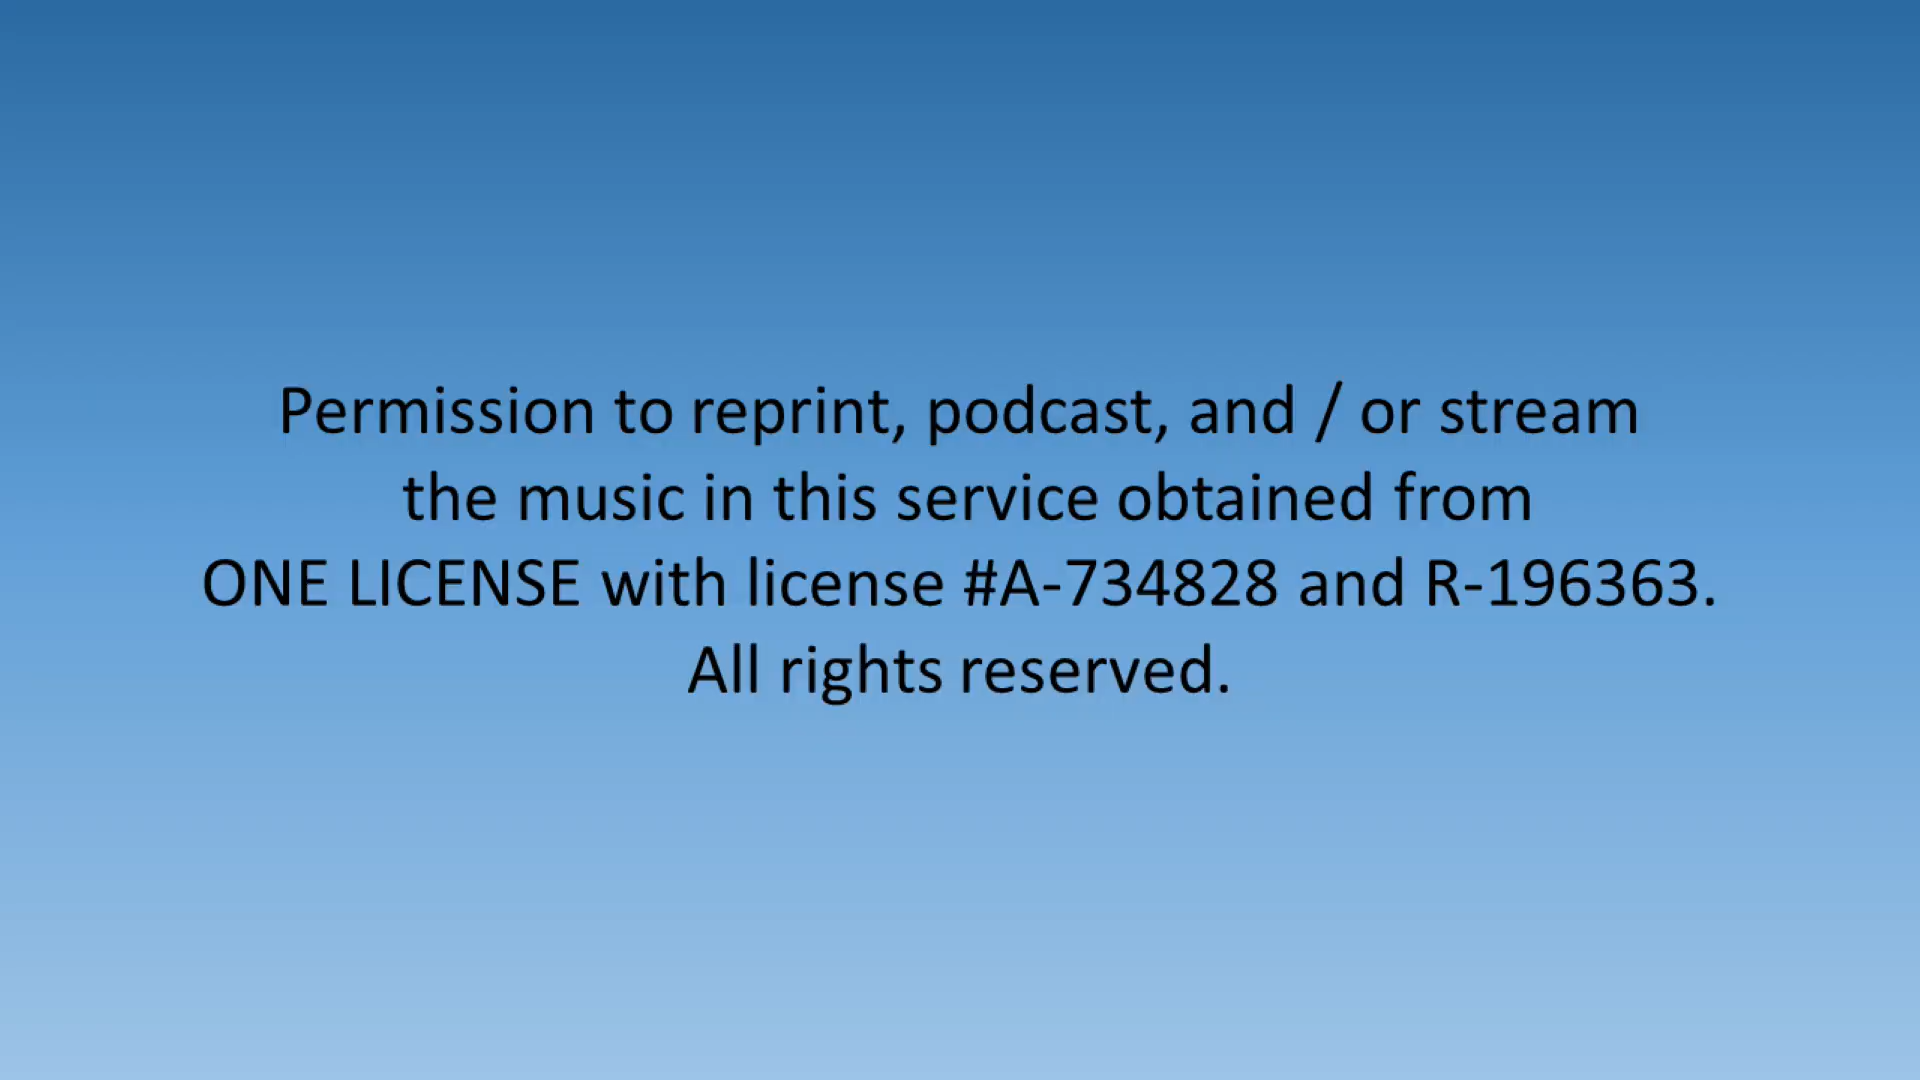 Permission to reprint, podcast, and / or stream
the music in this service obtained from
ONE LICENSE with license #A-734828 and R-196363.
All rights reserved.